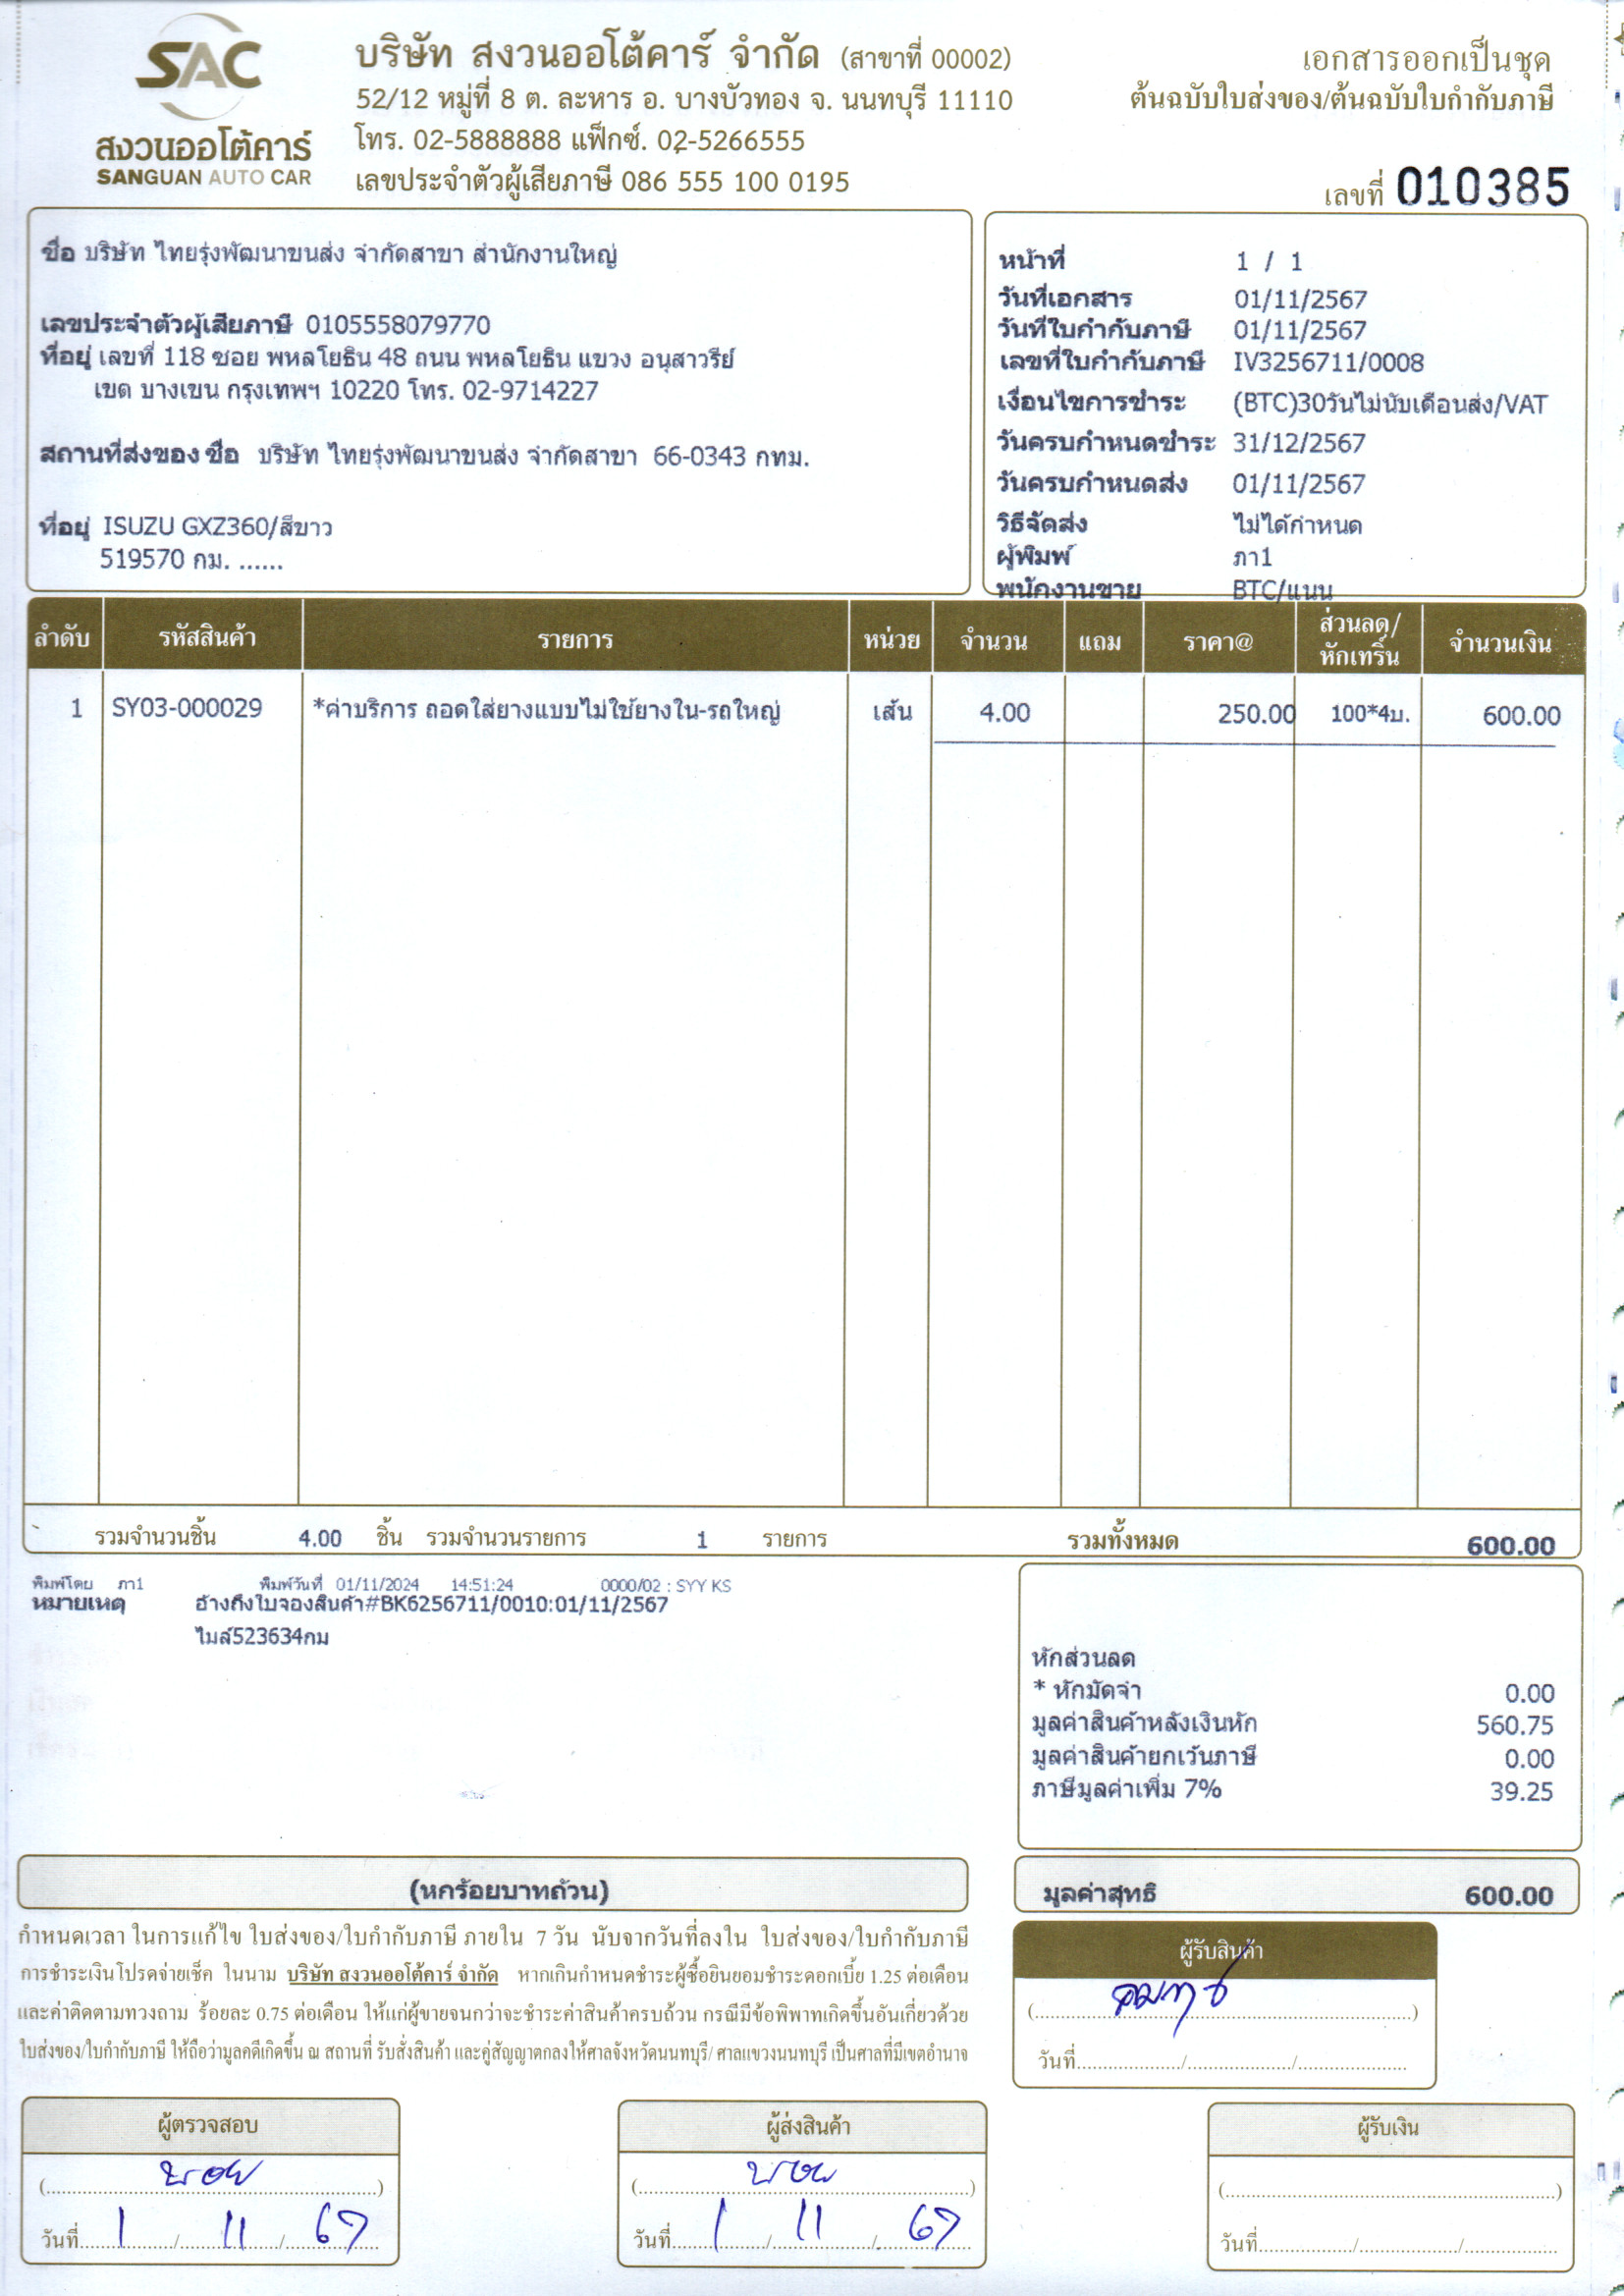 SAC
สงวนออโต้คาร์
SANGUAN AUTO CAR
บริษัท สงวนออโต้คาร์ จำกัด (สาขาที่ 00002)
52/12 หมู่ที่ 8 ต. ละหาร อ. บางบัวทอง จ. นนทบุรี 11110
โทร. 02-5888888 แฟ็กซ์. 02-5266555
เลขประจำตัวผู้เสียภาษี 086 555 100 0195
เอกสารออกเป็นชุด
ต้นฉบับใบส่งของ/ต้นฉบับใบกำกับภาษี
เลขที่ 010385
ชื่อ บริษัท ไทยรุ่งพัฒนาขนส่ง จำกัดสาขา สำนักงานใหญ่
เลขประจำตัวผู้เสียภาษี 0105558079770
ที่อยู่ เลขที่ 118 ซอย พหลโยธิน 48 ถนน พหลโยธิน แขวง อนุสาวรีย์
เขต บางเขน กรุงเทพฯ 10220 โทร. 02-9714227
สถานที่ส่งของ ชื่อ บริษัท ไทยรุ่งพัฒนาขนส่ง จำกัดสาขา 66-0343 กทม.
ที่อยู่ ISUZU GXZ360/สีขาว
519570 กม. ......
หน้าที่ 1 / 1
วันที่เอกสาร 01/11/2567
วันที่ใบกำกับภาษี 01/11/2567
เลขที่ใบกำกับภาษี IV3256711/0008
เงื่อนไขการชำระ (BTC)30วันไม่นับเดือนส่ง/VAT
วันครบกำหนดชำระ 31/12/2567
วันครบกำหนดส่ง 01/11/2567
วิธีจัดส่ง ไม่ได้กำหนด
ผู้พิมพ์ ภา1
พนักงานขาย BTC/แนน
ลำดับ รหัสสินค้า รายการ หน่วย จำนวน แถม ราคา@ ส่วนลด/หักเทริ์น จำนวนเงิน
1 SY03-000029 *ค่าบริการ ถอดใส่ยางแบบไม่ใช้ยางใน-รถใหญ่ เส้น 4.00 250.00 100*4บ. 600.00
รวมจำนวนชิ้น 4.00 ชิ้น รวมจำนวนรายการ 1 รายการ รวมทั้งหมด 600.00
พิมพ์โดย ภา1 พิมพ์วันที่ 01/11/2024 14:51:24 0000/02 : SYY KS
หมายเหตุ อ้างถึงใบจองสินค้า#BK6256711/0010:01/11/2567
ไมล์523634กม
หักส่วนลด
* หักมัดจำ 0.00
มูลค่าสินค้าหลังเงินหัก 560.75
มูลค่าสินค้ายกเว้นภาษี 0.00
ภาษีมูลค่าเพิ่ม 7% 39.25
(หกร้อยบาทถ้วน)
มูลค่าสุทธิ 600.00
กำหนดเวลา ในการแก้ไข ใบส่งของ/ใบกำกับภาษี ภายใน 7 วัน นับจากวันที่ลงใน ใบส่งของ/ใบกำกับภาษี
การชำระเงินโปรดจ่ายเช็ค ในนาม บริษัท สงวนออโต้คาร์ จำกัด หากเกินกำหนดชำระผู้ซื้อยินยอมชำระดอกเบี้ย 1.25 ต่อเดือน
และค่าติดตามทวงถาม ร้อยละ 0.75 ต่อเดือน ให้แก่ผู้ขายจนกว่าจะชำระค่าสินค้าครบถ้วน กรณีมีข้อพิพาทเกิดขึ้นอันเกี่ยวด้วย
ใบส่งของ/ใบกำกับภาษี ให้ถือว่ามูลคดีเกิดขึ้น ณ สถานที่ รับสั่งสินค้า และคู่สัญญาตกลงให้ศาลจังหวัดนนทบุรี/ ศาลแขวงนนทบุรี เป็นศาลที่มีเขตอำนาจ
ผู้รับสินค้า
วันที่............/............/............
ผู้ตรวจสอบ
วันที่ 1 / 11 / 67
ผู้ส่งสินค้า
วันที่ 1 / 11 / 67
ผู้รับเงิน
วันที่............/............/............